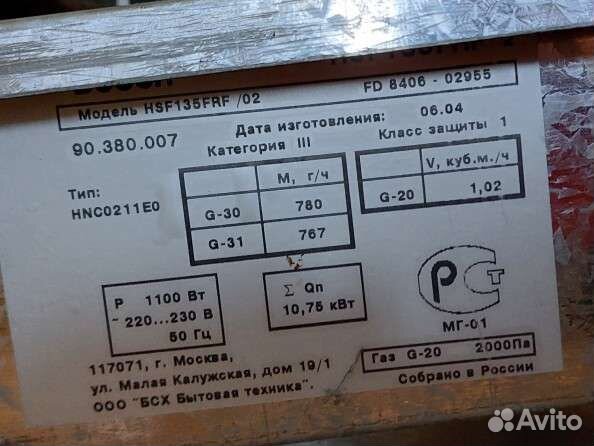 Модель HSF135FRF /02
FD 8406 - 02955
90.380.007
Дата изготовления: 06.04
Категория III
Класс защиты 1
Тип:
HNC0211E0
M, г/ч
G-30 780
G-31 767
V, куб.м./ч
G-20 1,02
P 1100 Вт
~ 220...230 В
50 Гц
Σ Qn
10,75 кВт
РСТ
МГ-01
Газ G-20 2000Па
Собрано в России
117071, г. Москва,
ул. Малая Калужская, дом 19/1
ООО "БСХ Бытовая техника".
Avito